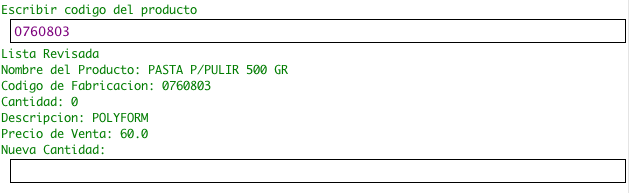 Escribir codigo del producto
0760803
Lista Revisada
Nombre del Producto: PASTA P/PULIR 500 GR
Codigo de Fabricacion: 0760803
Cantidad: 0
Descripcion: POLYFORM
Precio de Venta: 60.0
Nueva Cantidad: